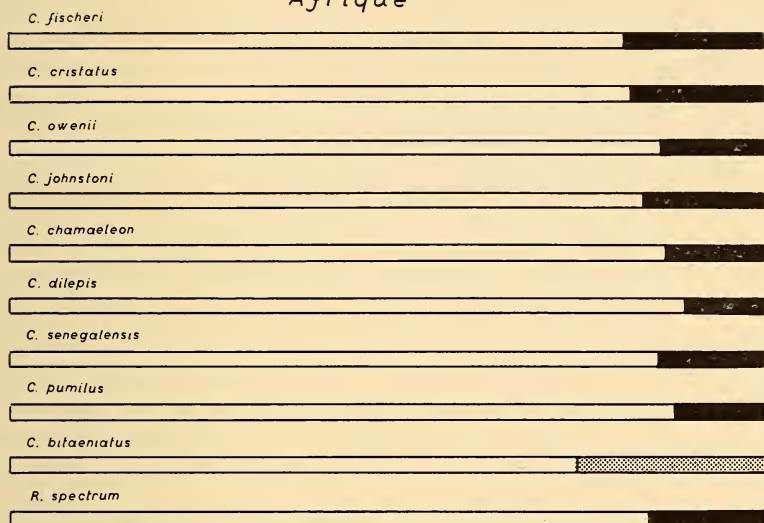 Afrique
C. fischeri
C. cristatus
C. owenii
C. johnstoni
C. chamaeleon
C. dilepis
C. senegalensis
C. pumilus
C. bitaeniatus
R. spectrum